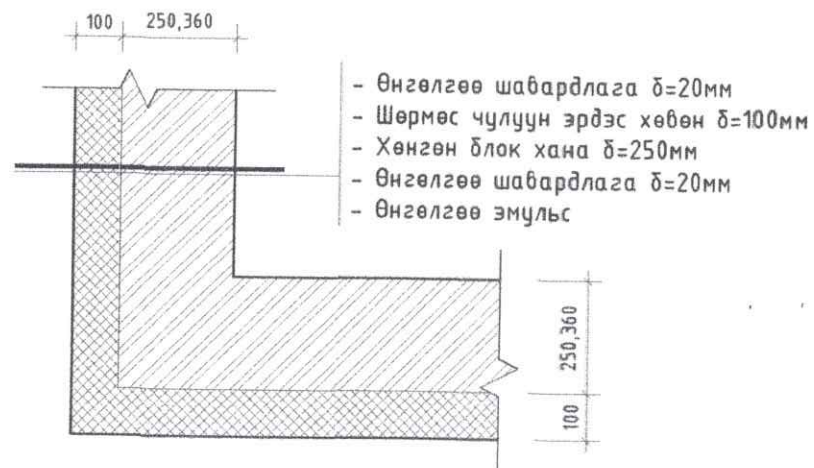 100 250,360
- Өнгөлгөө шавардлага δ=20мм
- Шөрмөс чулуун эрдэс хөвөн δ=100мм
- Хөнгөн блок хана δ=250мм
- Өнгөлгөө шавардлага δ=20мм
- Өнгөлгөө эмульс
250,360
100